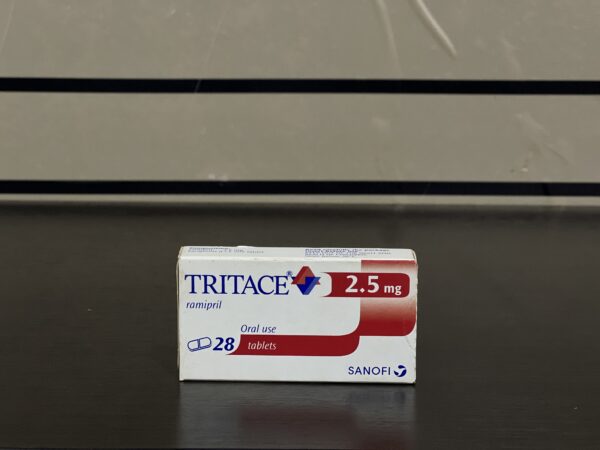 TRITACE® 2.5 mg
ramipril
Oral use
28 tablets
SANOFI